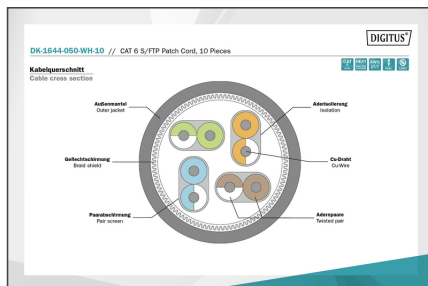 DIGITUS®
DK-1644-050-WH-10 // CAT 6 S/FTP Patch Cord, 10 Pieces
Kabelquerschnitt
Cable cross section
Außenmantel
Outer jacket
Aderisolierung
Isolation
Geflechtschirmung
Braid shield
Cu-Draht
Cu-Wire
Paarabschirmung
Pair screen
Adernpaare
Twisted pair